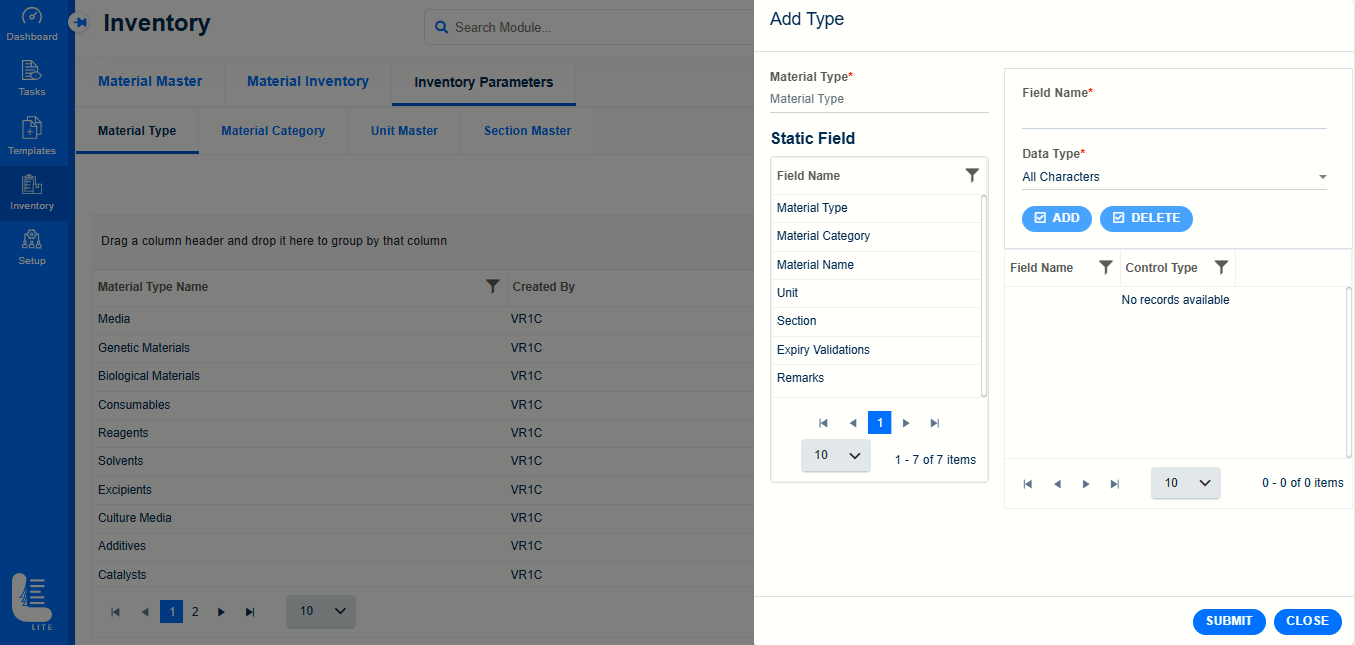 Dashboard
Tasks
Templates
Inventory
Setup
LITE
Inventory
Search Module...
Material Master
Material Inventory
Inventory Parameters
Material Type
Material Category
Unit Master
Section Master
Drag a column header and drop it here to group by that column
Material Type Name
Created By
Media VR1C
Genetic Materials VR1C
Biological Materials VR1C
Consumables VR1C
Reagents VR1C
Solvents VR1C
Excipients VR1C
Culture Media VR1C
Additives VR1C
Catalysts VR1C
1 2 10
Add Type
Material Type*
Material Type
Static Field
Field Name
Material Type
Material Category
Material Name
Unit
Section
Expiry Validations
Remarks
1
10
1 - 7 of 7 items
Field Name*
Data Type*
All Characters
ADD
DELETE
Field Name
Control Type
No records available
10
0 - 0 of 0 items
SUBMIT
CLOSE